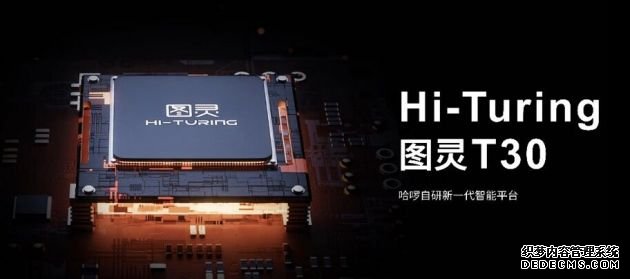 图灵
HI-TURING
Hi-Turing
图灵T30
哈啰自研新一代智能平台
织梦内容管理系统
DEDECMS.COM